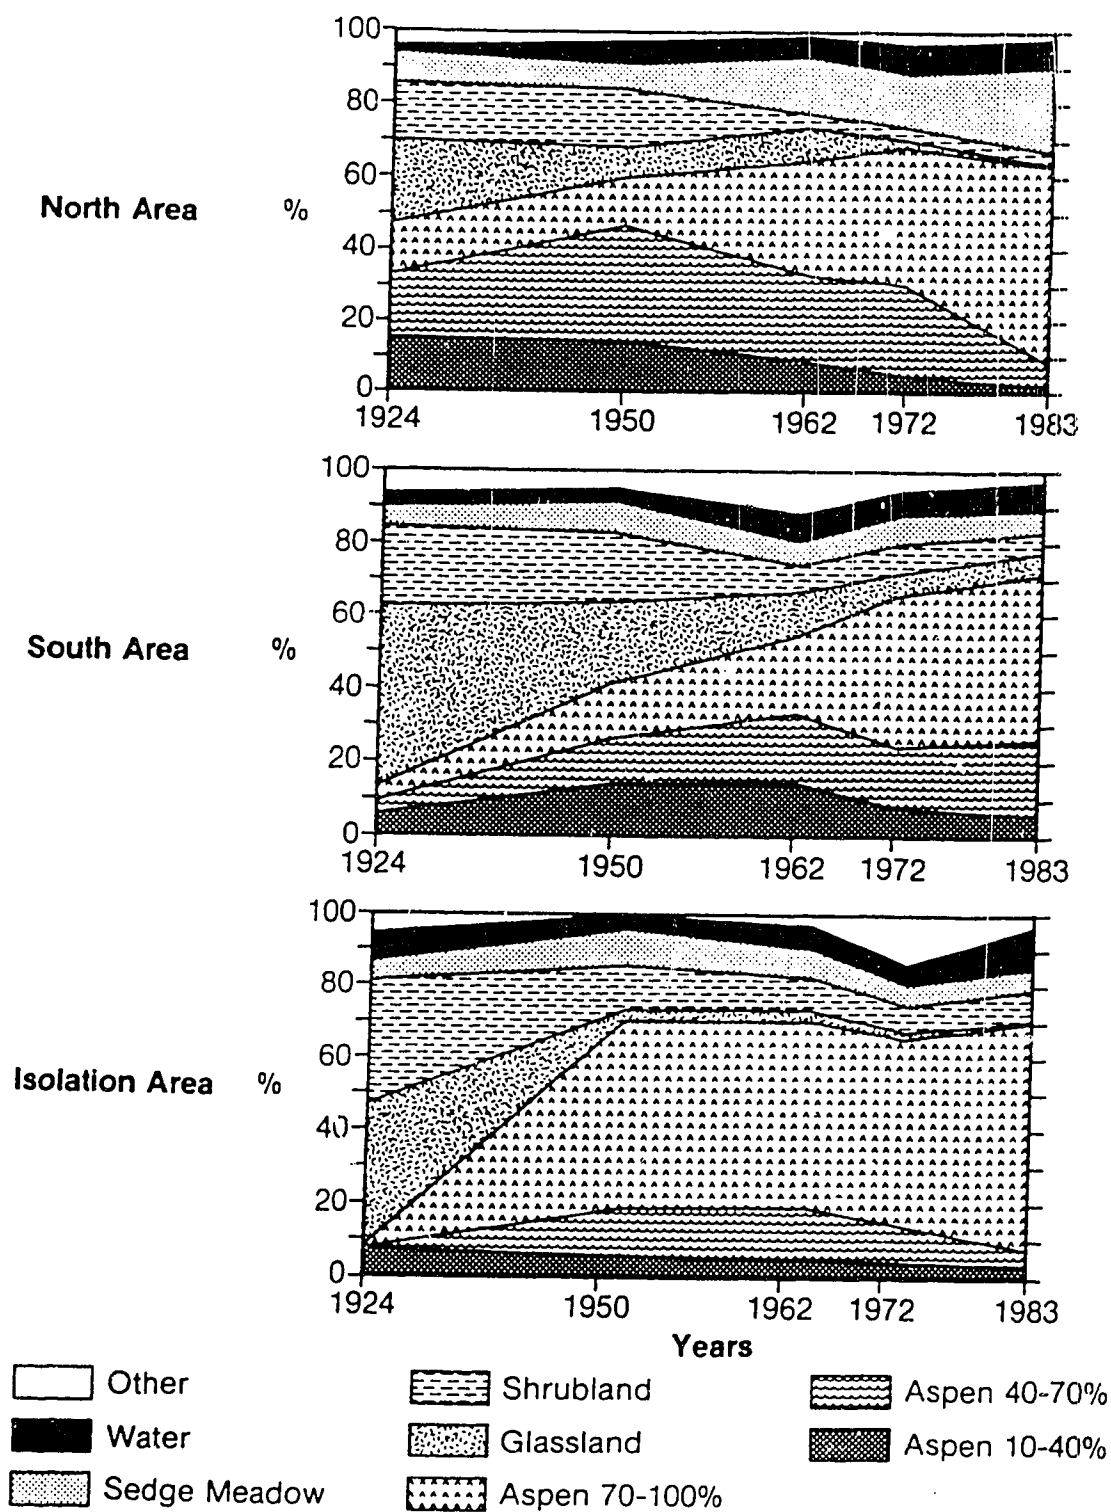 100
80
60
North Area %
40
20
0
1924 1950 1962 1972 1983
100
80
60
South Area %
40
20
0
1924 1950 1962 1972 1983
100
80
60
Isolation Area %
40
20
0
1924 1950 1962 1972 1983
Years
Other Shrubland Aspen 40-70%
Water Glassland Aspen 10-40%
Sedge Meadow Aspen 70-100%